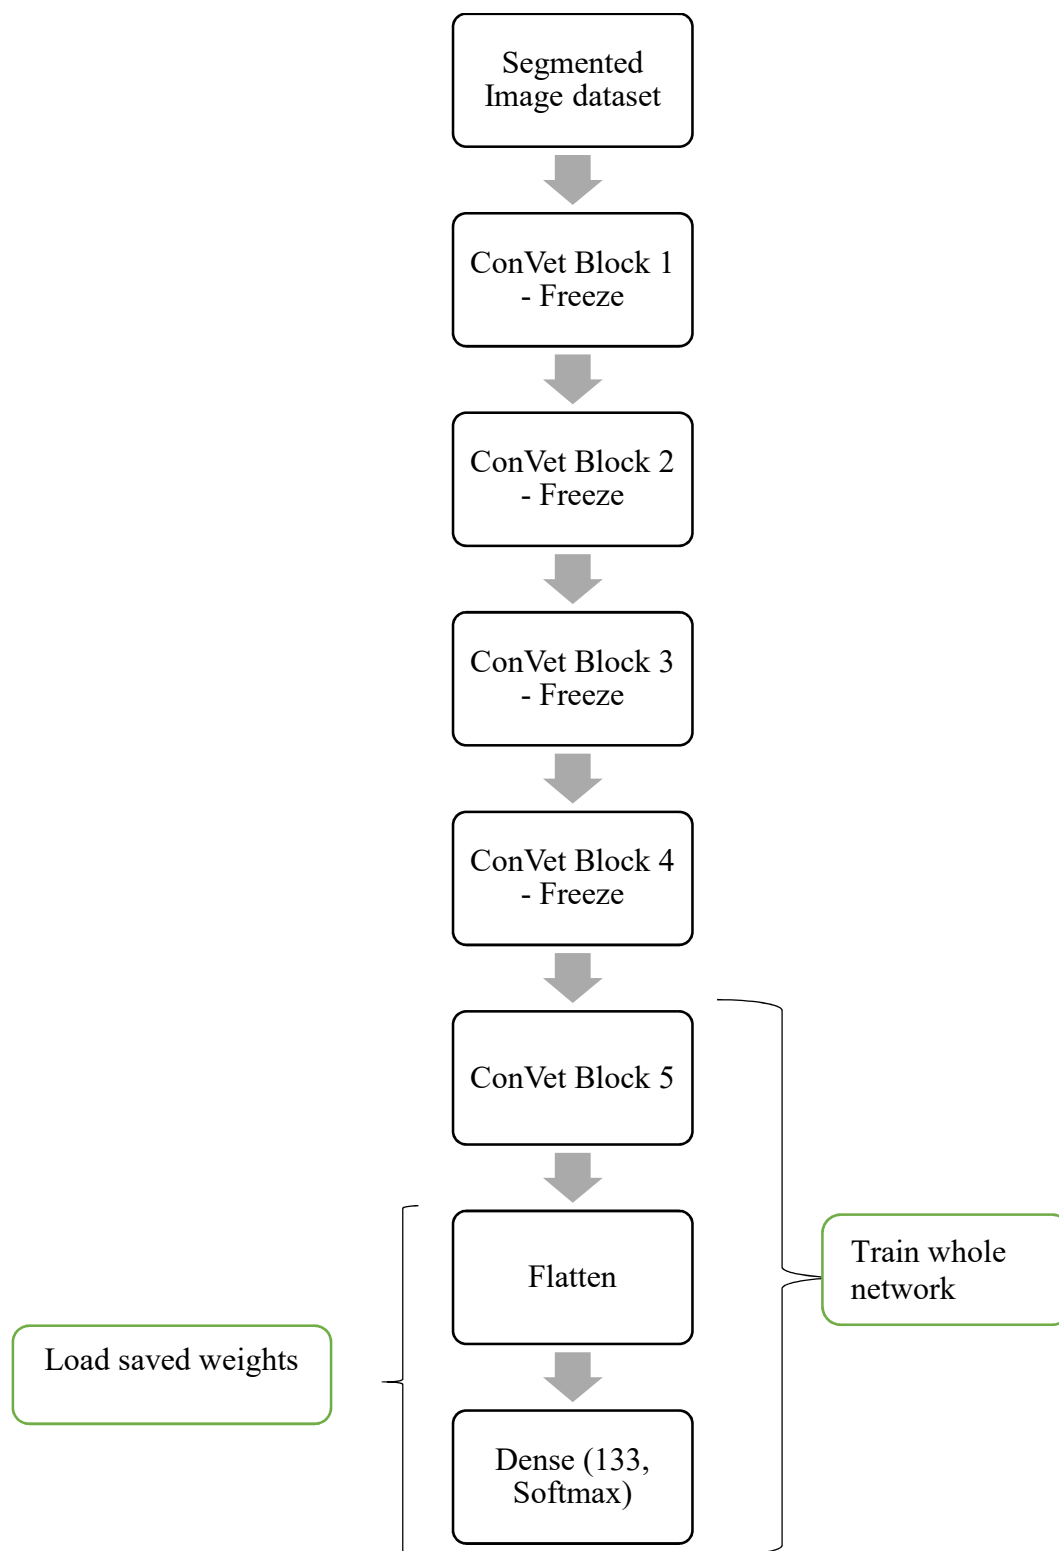 Segmented
Image dataset
ConVet Block 1
- Freeze
ConVet Block 2
- Freeze
ConVet Block 3
- Freeze
ConVet Block 4
- Freeze
ConVet Block 5
Flatten
Train whole
network
Load saved weights
Dense (133,
Softmax)